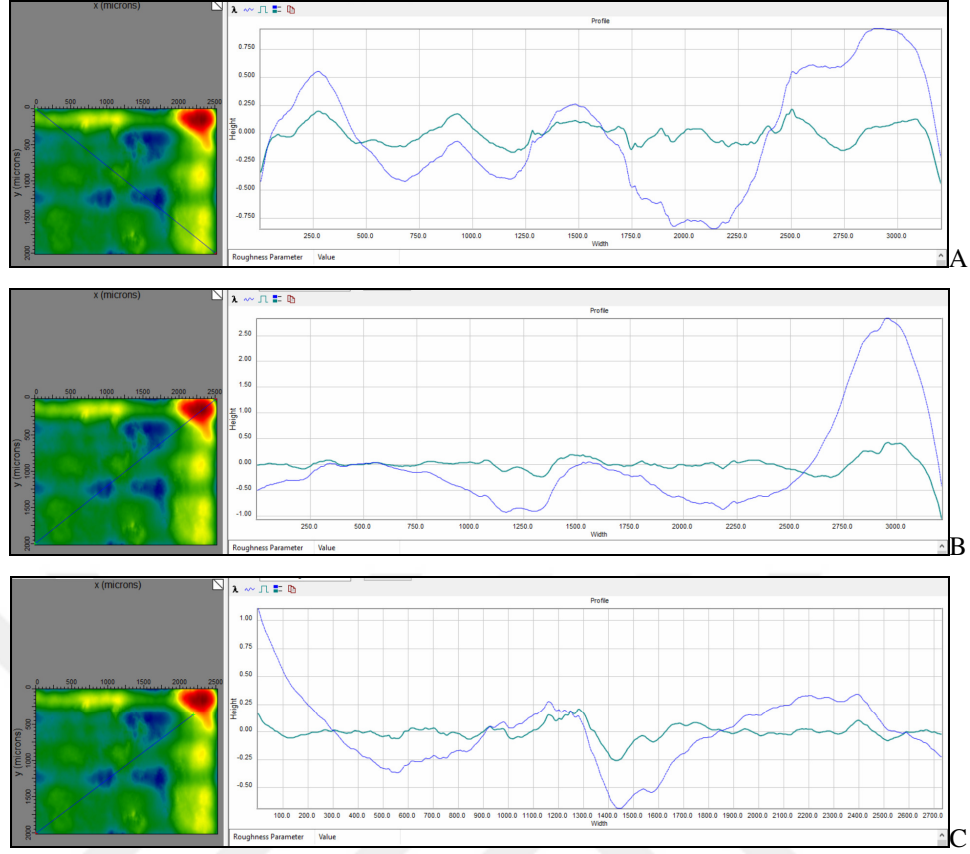 x (microns)
λ
Profile
0 500 1000 1500 2000 2500
y (microns)
0
500
1000
1500
2000
Height
0.750
0.500
0.250
0.000
-0.250
-0.500
-0.750
250.0 500.0 750.0 1000.0 1250.0 1500.0 1750.0 2000.0 2250.0 2500.0 2750.0 3000.0
Width
Roughness Parameter Value
A
x (microns)
λ
Profile
0 500 1000 1500 2000 2500
y (microns)
0
500
1000
1500
2000
Height
2.50
2.00
1.50
1.00
0.50
0.00
-0.50
-1.00
250.0 500.0 750.0 1000.0 1250.0 1500.0 1750.0 2000.0 2250.0 2500.0 2750.0 3000.0
Width
Roughness Parameter Value
B
x (microns)
λ
Profile
0 500 1000 1500 2000 2500
y (microns)
0
500
1000
1500
2000
Height
1.00
0.75
0.50
0.25
0.00
-0.25
-0.50
100.0 200.0 300.0 400.0 500.0 600.0 700.0 800.0 900.0 1000.0 1100.0 1200.0 1300.0 1400.0 1500.0 1600.0 1700.0 1800.0 1900.0 2000.0 2100.0 2200.0 2300.0 2400.0 2500.0 2600.0 2700.0
Width
Roughness Parameter Value
C